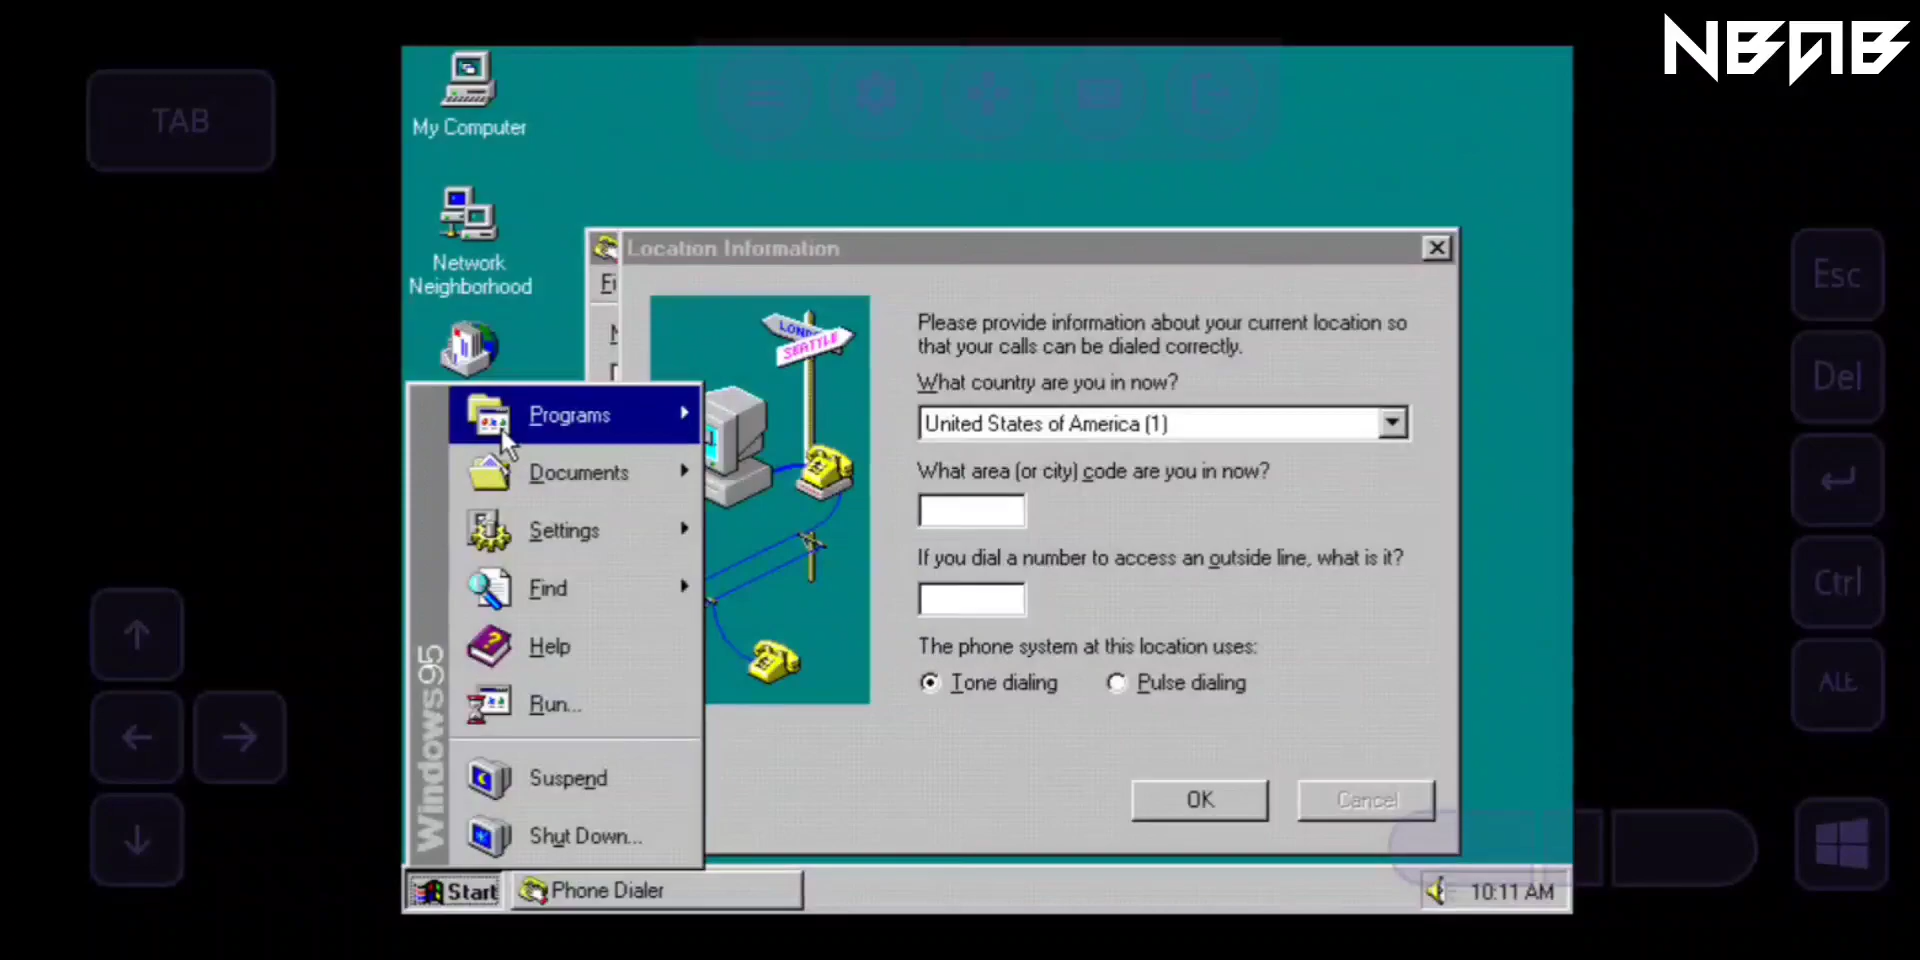 NBAB
TAB
My Computer
Network
Neighborhood
Location Information
LONDON
SEATTLE
Please provide information about your current location so
that your calls can be dialed correctly.
What country are you in now?
United States of America (1)
What area (or city) code are you in now?
If you dial a number to access an outside line, what is it?
The phone system at this location uses:
Tone dialing
Pulse dialing
OK
Cancel
Programs
Documents
Settings
Find
Help
Run...
Suspend
Shut Down...
Windows95
Start
Phone Dialer
10:11 AM
Esc
Del
Ctrl
ALt